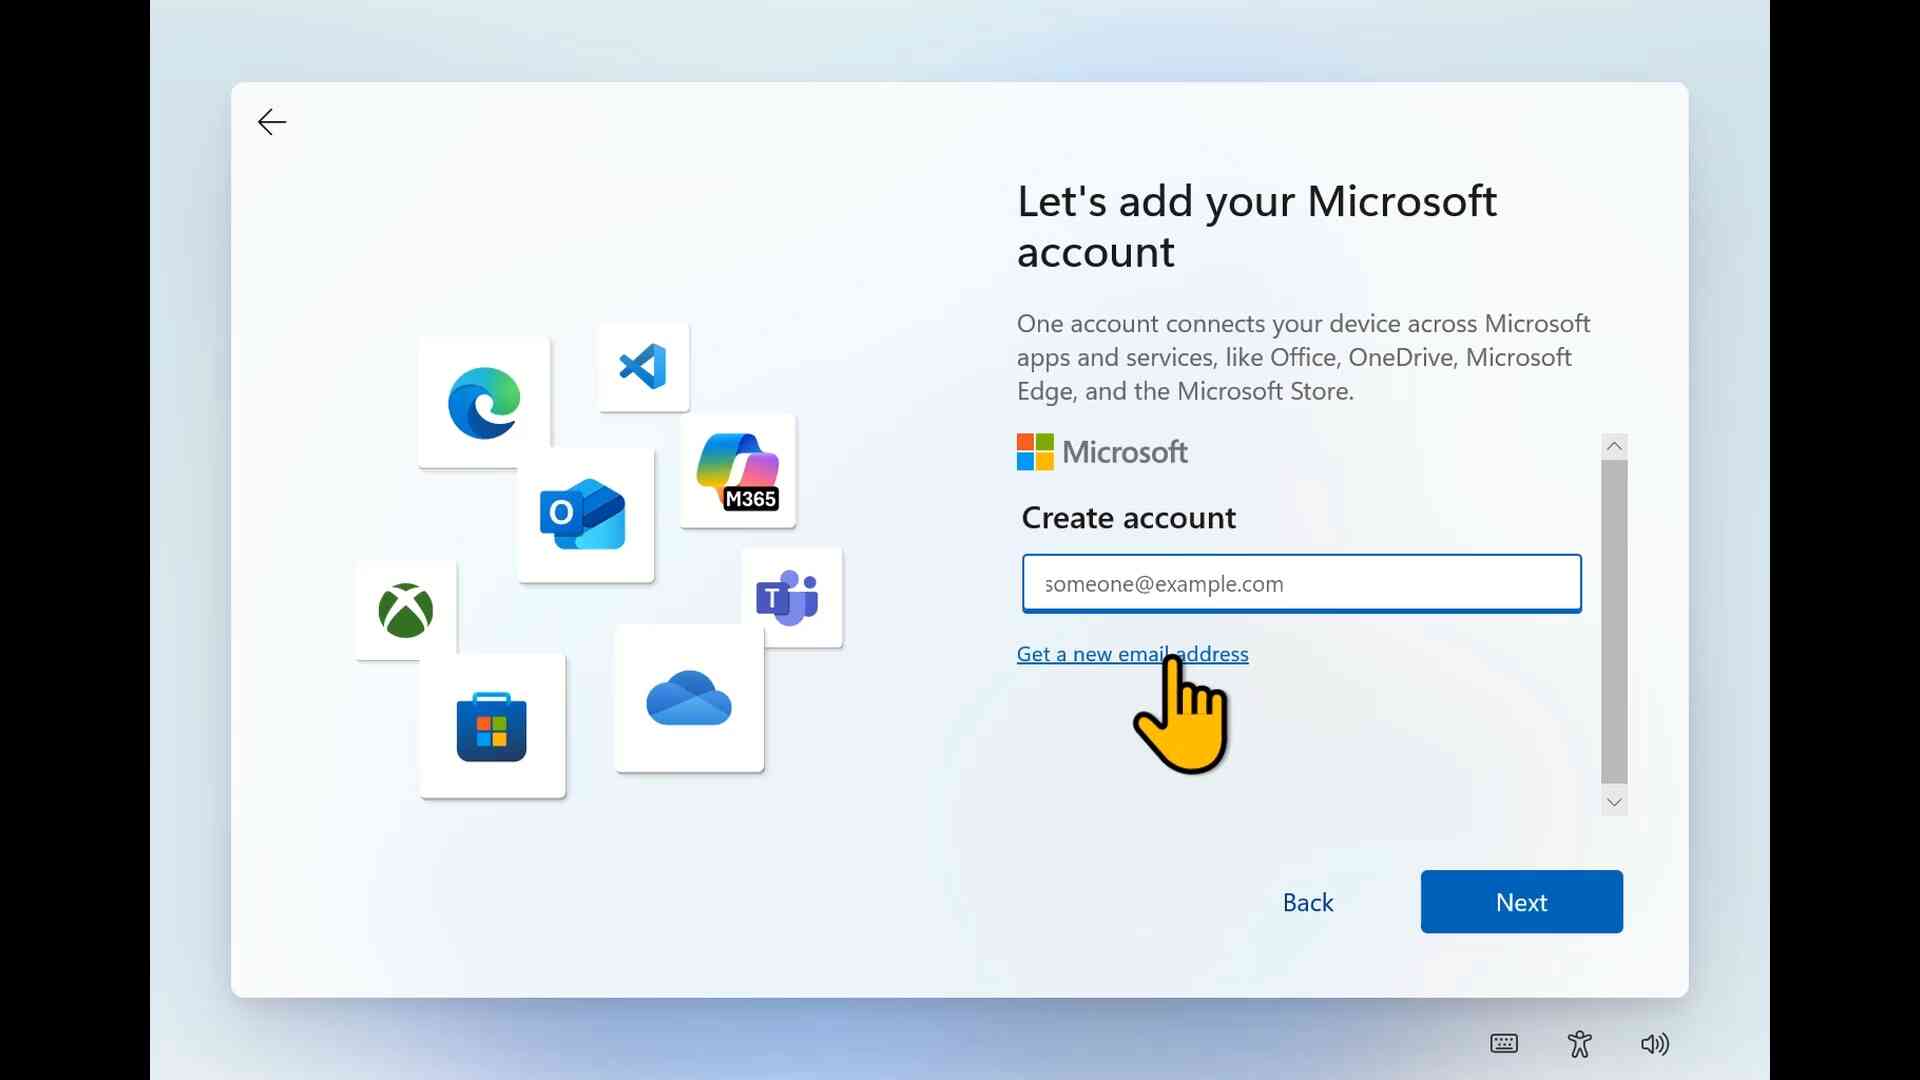 Let's add your Microsoft
account
One account connects your device across Microsoft
apps and services, like Office, OneDrive, Microsoft
Edge, and the Microsoft Store.
Microsoft
Create account
someone@example.com
Get a new email address
M365
O
T
Back
Next